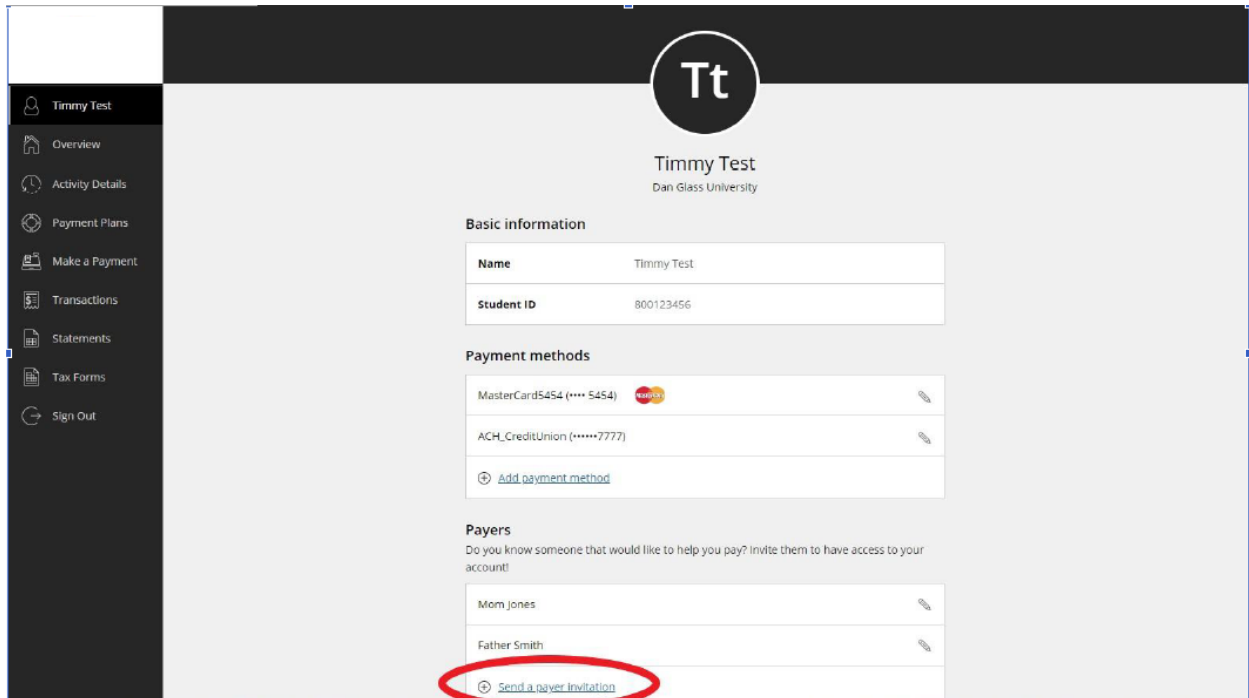 Tt
Timmy Test
Overview
Activity Details
Payment Plans
Make a Payment
Transactions
Statements
Tax Forms
Sign Out
Timmy Test
Dan Glass University
Basic information
Name Timmy Test
Student ID 800123456
Payment methods
MasterCard5454 (•••• 5454) MasterCard
ACH_CreditUnion (••••••7777)
Add payment method
Payers
Do you know someone that would like to help you pay? Invite them to have access to your
account!
Mom Jones
Father Smith
Send a payer invitation